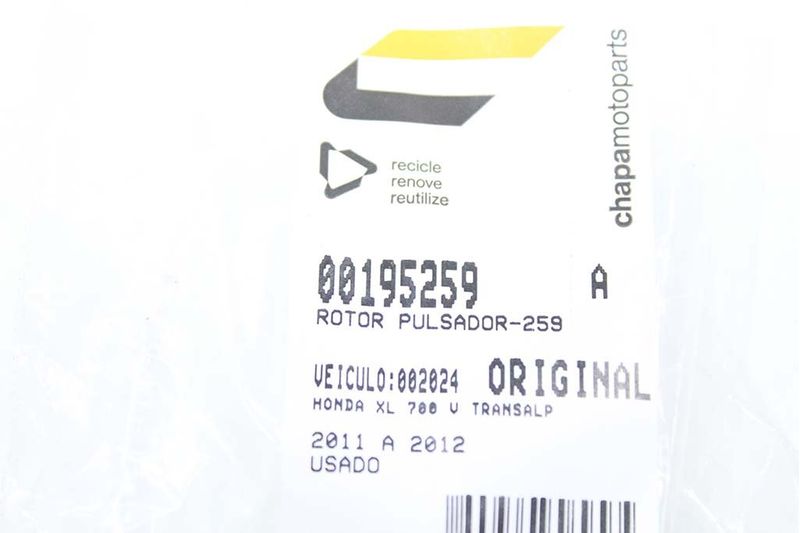 chapamotoparts
recicle
renove
reutilize
00195259 A
ROTOR PULSADOR-259
VEICULO:002024 ORIGINAL
HONDA XL 700 V TRANSALP
2011 A 2012
USADO